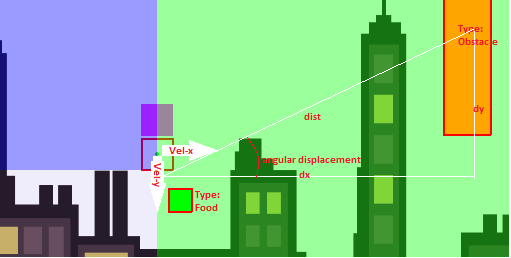 Type:
Obstacle
dy
dist
Vel-x
angular displacement
dx
Vel-y
Type:
Food